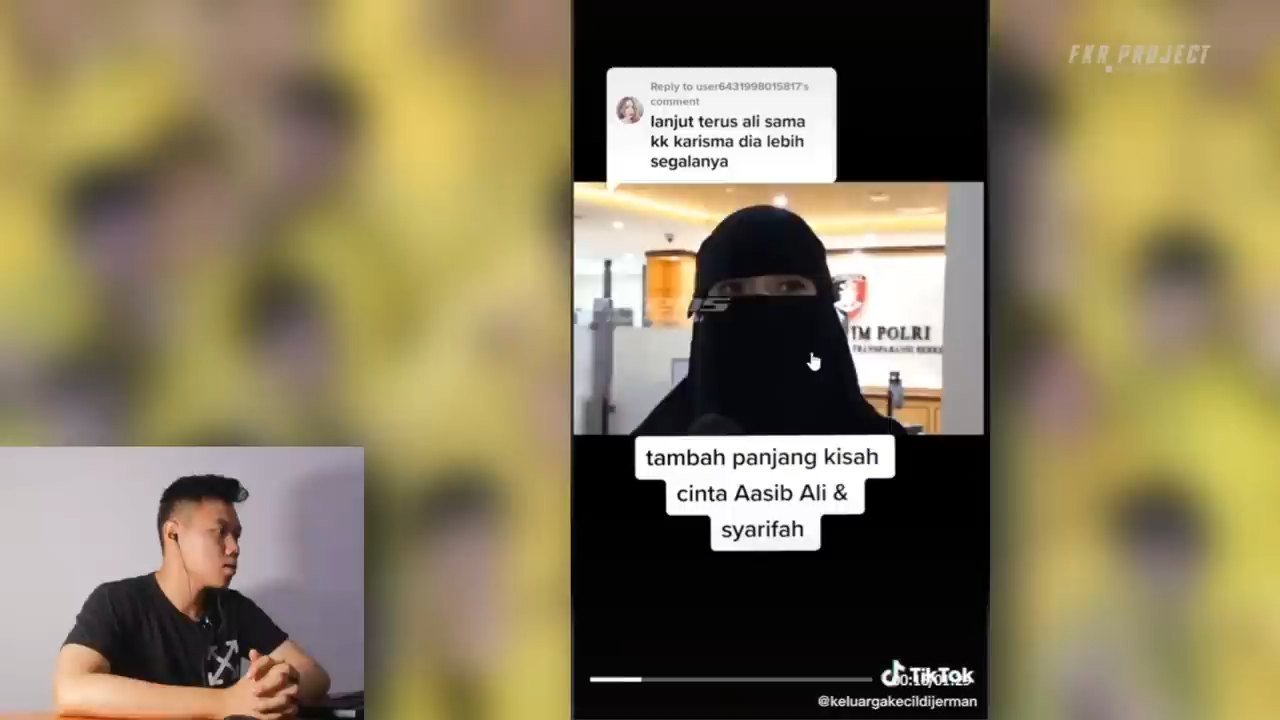 FKR PROJECT
Reply to user6431998015817's
comment
lanjut terus ali sama
kk karisma dia lebih
segalanya
IM POLRI
tambah panjang kisah
cinta Aasib Ali &
syarifah
TikTok
@keluargakecildijerman